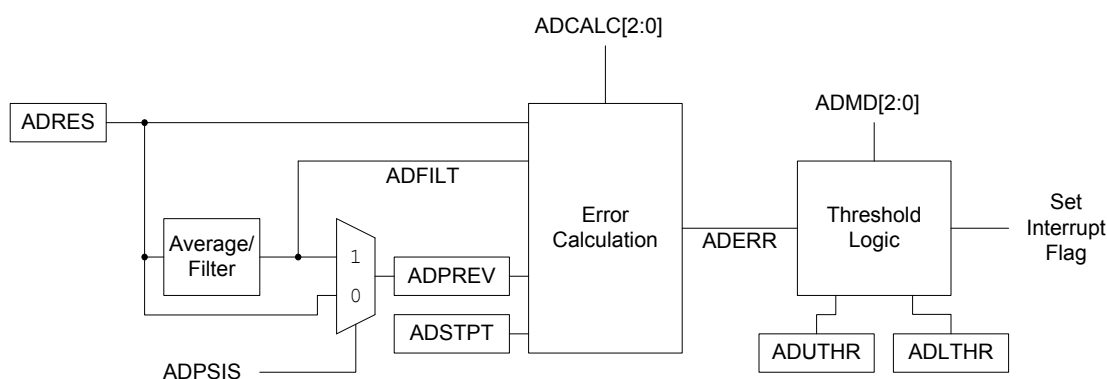 ADCALC[2:0]
ADMD[2:0]
ADRES
ADFILT
Error
Calculation
Threshold
Logic
Set
Interrupt
Flag
ADERR
Average/
Filter
1
0
ADPREV
ADSTPT
ADPSIS
ADUTHR
ADLTHR